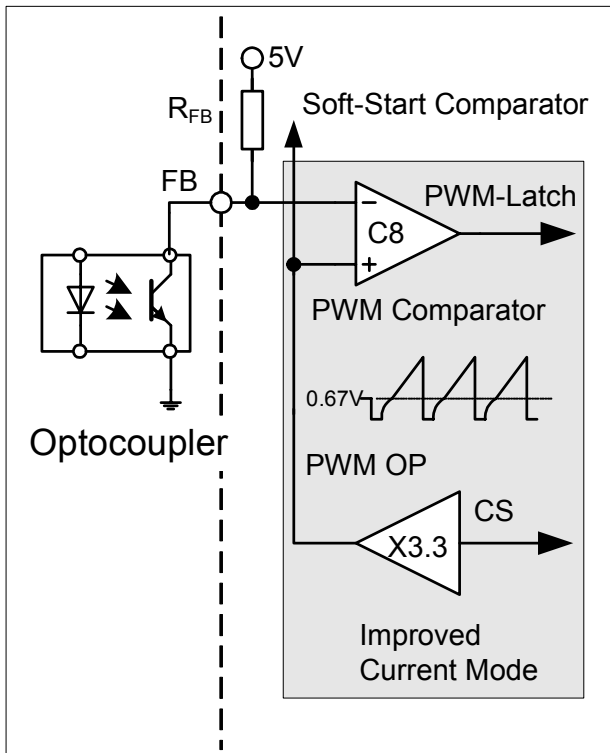 5V
R_FB
Soft-Start Comparator
FB
PWM-Latch
−
C8
+
PWM Comparator
0.67V
Optocoupler
PWM OP
CS
X3.3
Improved
Current Mode